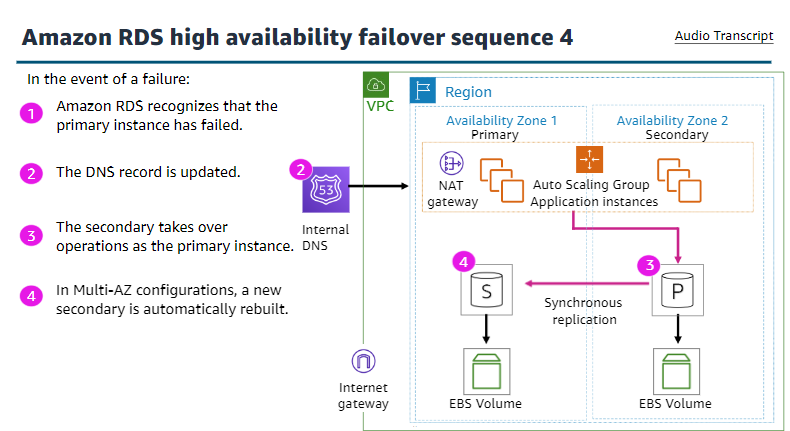 Amazon RDS high availability failover sequence 4
Audio Transcript
In the event of a failure:
1
Amazon RDS recognizes that the
primary instance has failed.
2
The DNS record is updated.
3
The secondary takes over
operations as the primary instance.
4
In Multi-AZ configurations, a new
secondary is automatically rebuilt.
VPC
Region
Availability Zone 1
Primary
Availability Zone 2
Secondary
2
53
Internal
DNS
NAT
gateway
Auto Scaling Group
Application instances
4
S
3
P
Synchronous
replication
Internet
gateway
EBS Volume
EBS Volume